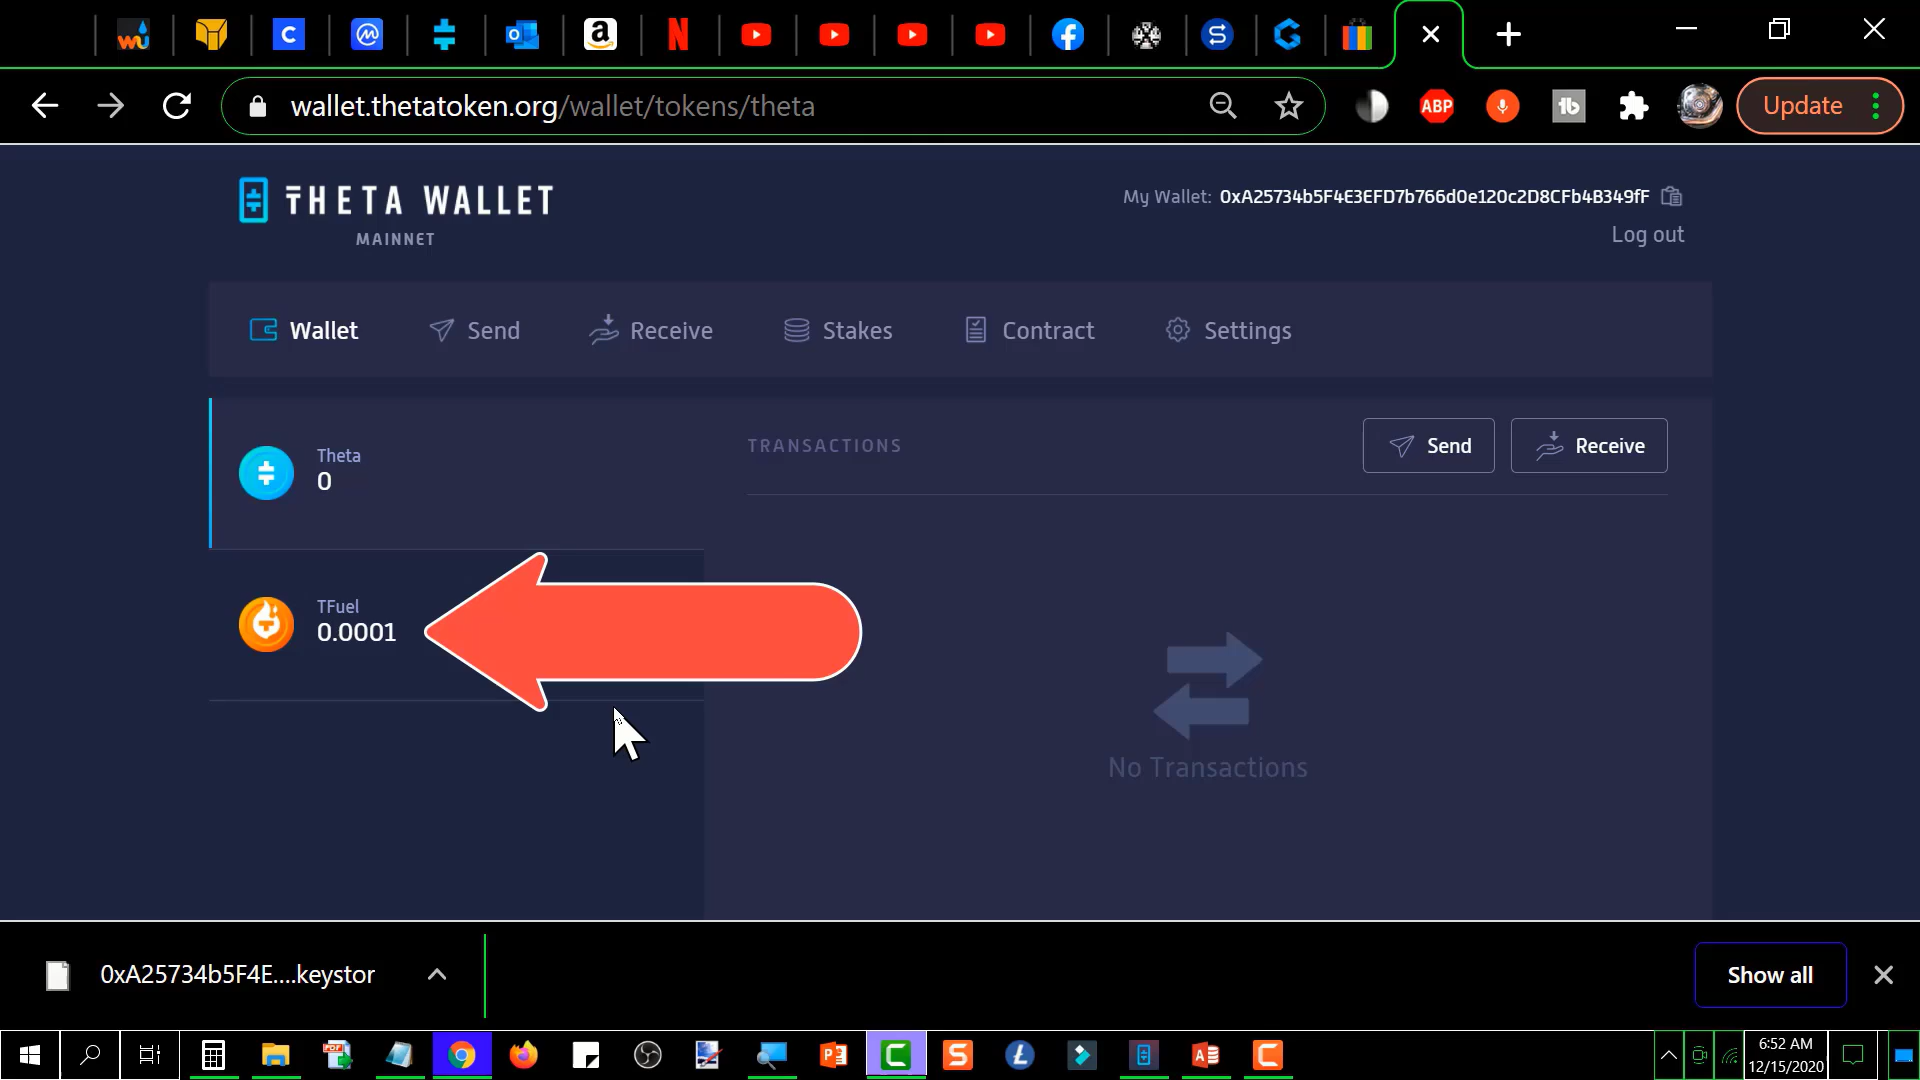 wallet.thetatoken.org/wallet/tokens/theta
ABP
Update
THETA WALLET
MAINNET
My Wallet: 0xA25734b5F4E3EFD7b766d0e120c2D8CFb4B349fF
Log out
Wallet
Send
Receive
Stakes
Contract
Settings
Theta
0
TRANSACTIONS
Send
Receive
TFuel
0.0001
No Transactions
0xA25734b5F4E....keystor
Show all
6:52 AM
12/15/2020